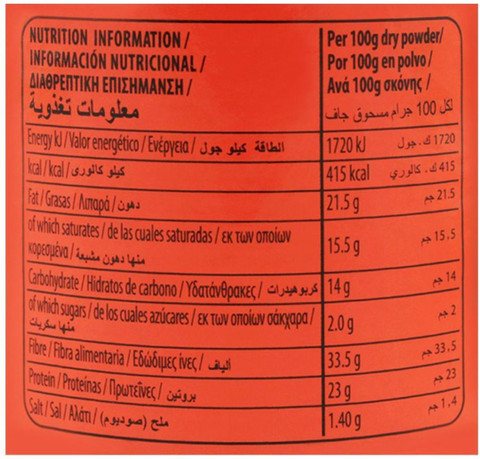 NUTRITION INFORMATION / Per 100g dry powder/
INFORMACIÓN NUTRICIONAL / Por 100g en polvo /
ΔΙΑΘΡΕΠΤΙΚΗ ΕΠΙΣΗΜΑΝΣΗ / Ανά 100g σκόνης /
معلومات تغذوية لكل 100 جرام مسحوق جاف
Energy kJ / Valor energético / Ενέργεια / الطاقة كيلو جول 1720 kJ 1720 ك. جول
kcal / kcal / كيلو كالوري 415 kcal 415 ك. كالوري
Fat / Grasas / Λιπαρά / دهون 21.5 g 21.5 جم
of which saturates / de las cuales saturadas / εκ των οποίων
κορεσμένα / منها دهون مشبعة 15.5 g 15.5 جم
Carbohydrate / Hidratos de carbono / Υδατάνθρακες / كربوهيدرات 14 g 14 جم
of which sugars / de los cuales azúcares / εκ των οποίων σάκχαρα /
منها سكريات 2.0 g 2 جم
Fibre / Fibra alimentaria / Εδώδιμες ίνες / ألياف 33.5 g 33.5 جم
Protein / Proteínas / Πρωτεΐνες / بروتين 23 g 23 جم
Salt / Sal / Αλάτι / ملح (صوديوم) 1.40 g 1,4 جم